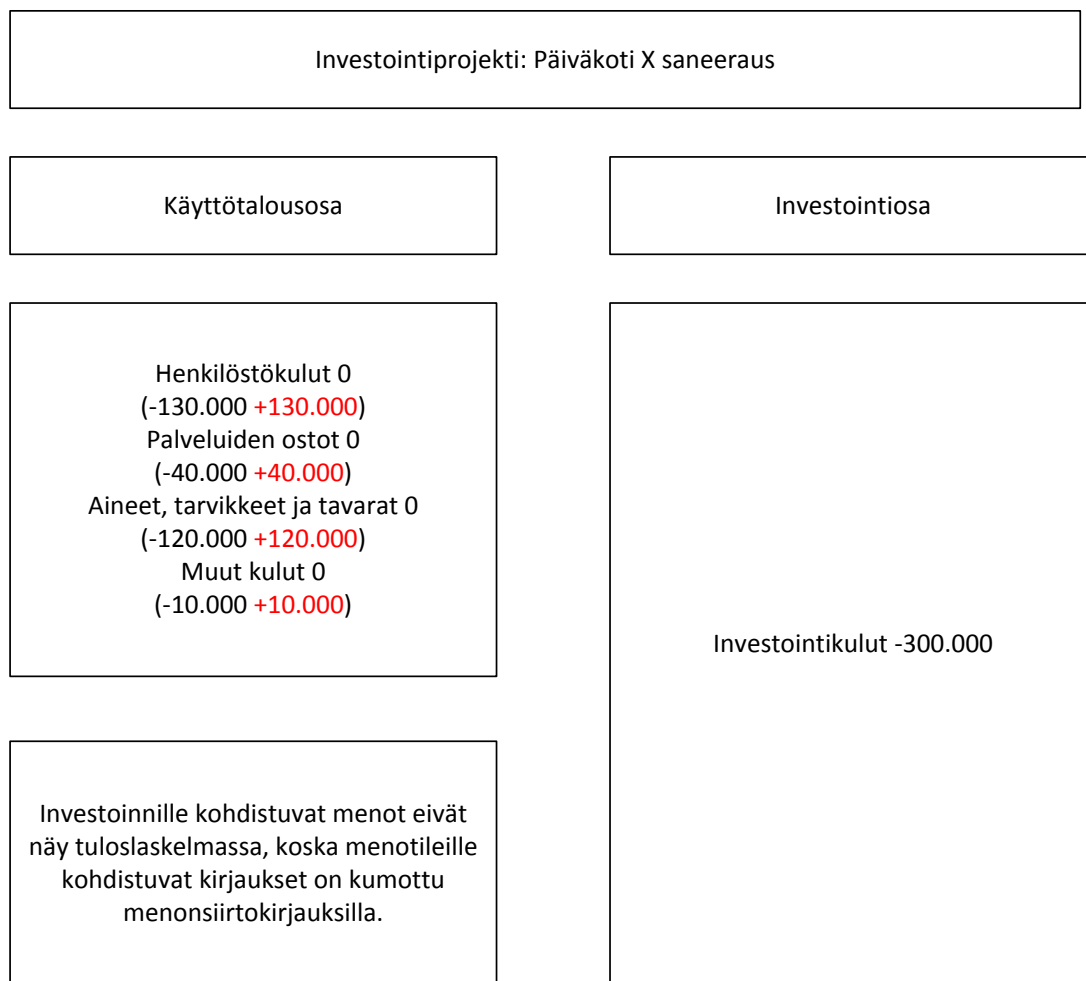 Investointiprojekti: Päiväkoti X saneeraus
Käyttötalousosa
Investointiosa
Henkilöstökulut 0
(-130.000 +130.000)
Palveluiden ostot 0
(-40.000 +40.000)
Aineet, tarvikkeet ja tavarat 0
(-120.000 +120.000)
Muut kulut 0
(-10.000 +10.000)
Investointikulut -300.000
Investoinnille kohdistuvat menot eivät
näy tuloslaskelmassa, koska menotileille
kohdistuvat kirjaukset on kumottu
menonsiirtokirjauksilla.